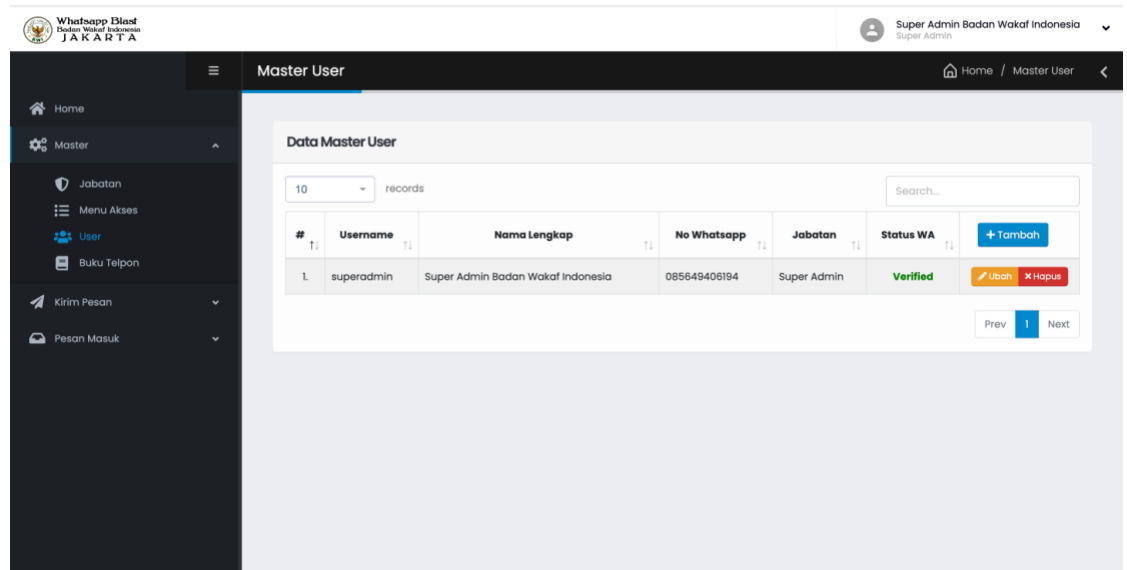 Whatsapp Blast
Badan Wakaf Indonesia
JAKARTA
Super Admin Badan Wakaf Indonesia
Super Admin
Master User
Home / Master User
Home
Master
Jabatan
Menu Akses
User
Buku Telpon
Kirim Pesan
Pesan Masuk
Data Master User
10 records
Search...
# Username Nama Lengkap No Whatsapp Jabatan Status WA + Tambah
1. superadmin Super Admin Badan Wakaf Indonesia 085649406194 Super Admin Verified Ubah × Hapus
Prev 1 Next